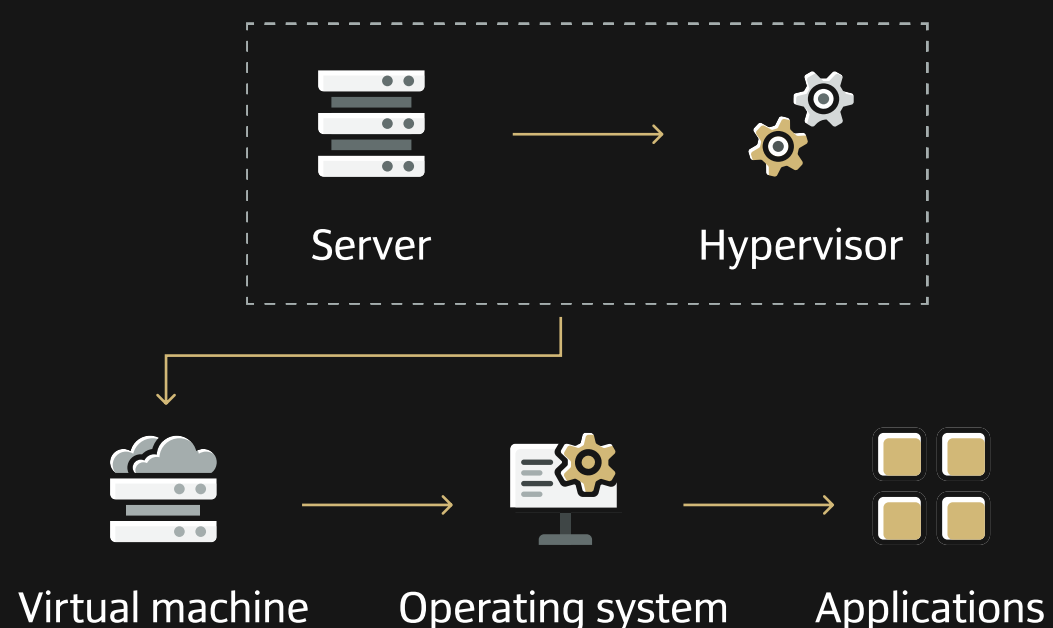 Server
Hypervisor
Virtual machine
Operating system
Applications